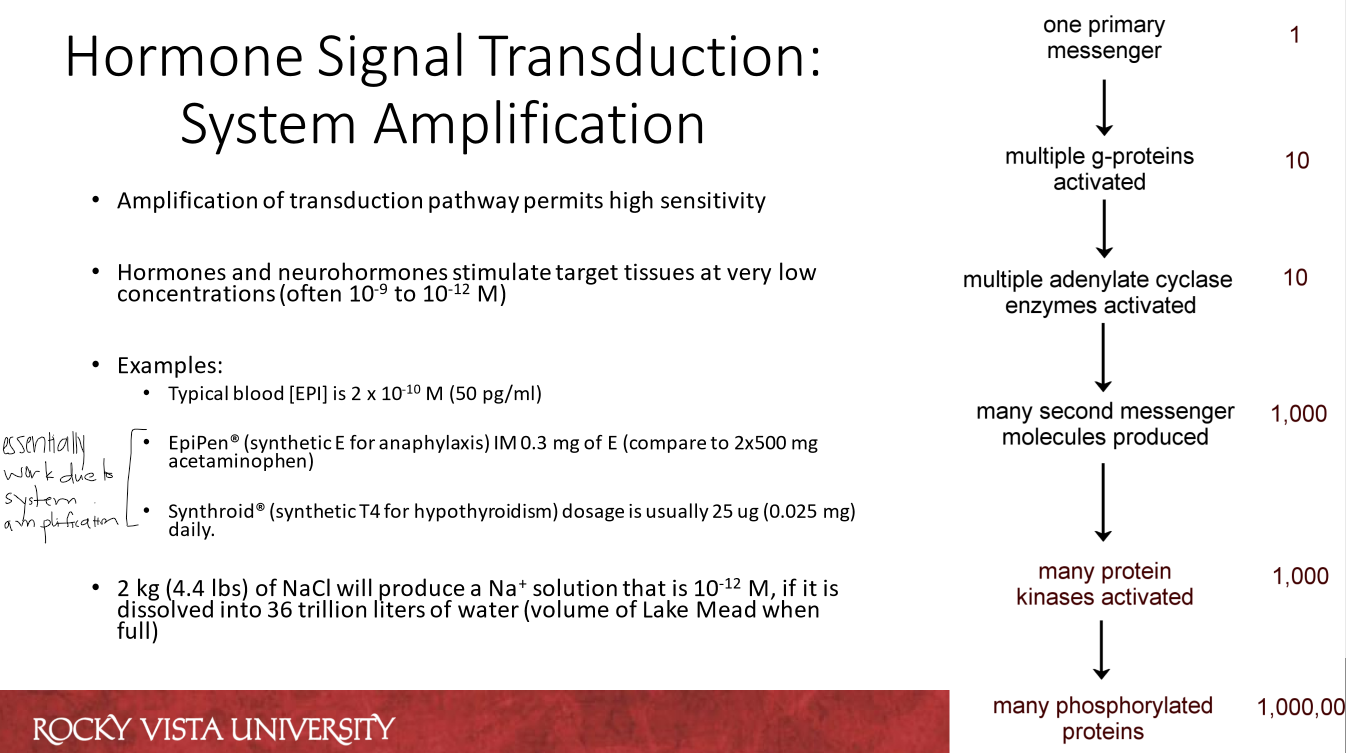 Hormone Signal Transduction:
System Amplification
• Amplification of transduction pathway permits high sensitivity
• Hormones and neurohormones stimulate target tissues at very low
concentrations (often 10⁻⁹ to 10⁻¹² M)
• Examples:
• Typical blood [EPI] is 2 x 10⁻¹⁰ M (50 pg/ml)
• EpiPen® (synthetic E for anaphylaxis) IM 0.3 mg of E (compare to 2x500 mg
acetaminophen)
• Synthroid® (synthetic T4 for hypothyroidism) dosage is usually 25 ug (0.025 mg)
daily.
essentially
work due to
system
amplification
• 2 kg (4.4 lbs) of NaCl will produce a Na⁺ solution that is 10⁻¹² M, if it is
dissolved into 36 trillion liters of water (volume of Lake Mead when
full)
ROCKY VISTA UNIVERSITY
one primary
messenger
1
multiple g-proteins
activated
10
multiple adenylate cyclase
enzymes activated
10
many second messenger
molecules produced
1,000
many protein
kinases activated
1,000
many phosphorylated
proteins
1,000,00